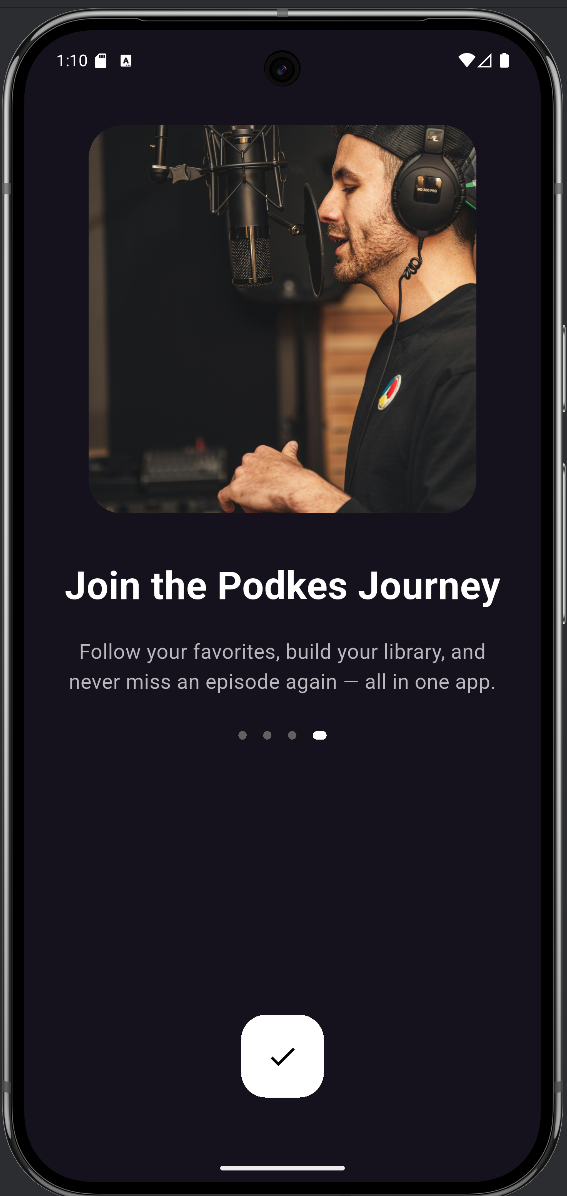 1:10
A
Join the Podkes Journey
Follow your favorites, build your library, and
never miss an episode again — all in one app.